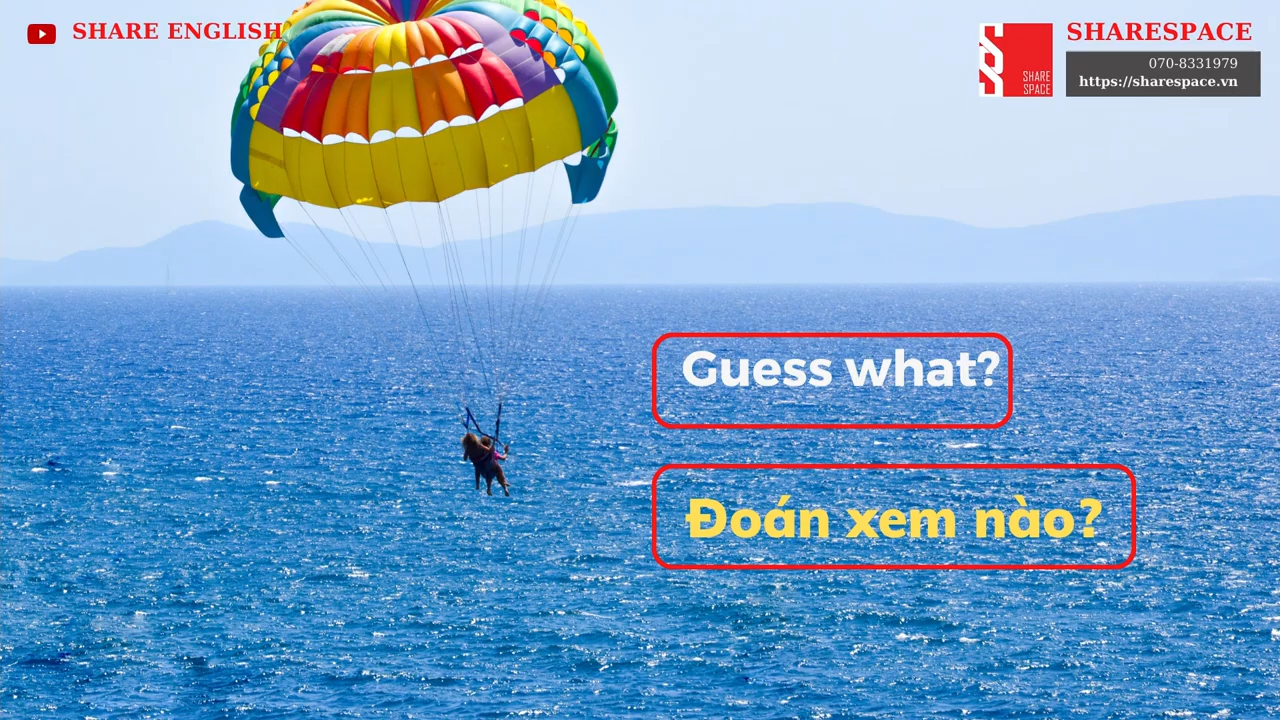 SHARE ENGLISH
SHARESPACE
070-8331979
https://sharespace.vn
SHARE
SPACE
Guess what?
Đoán xem nào?